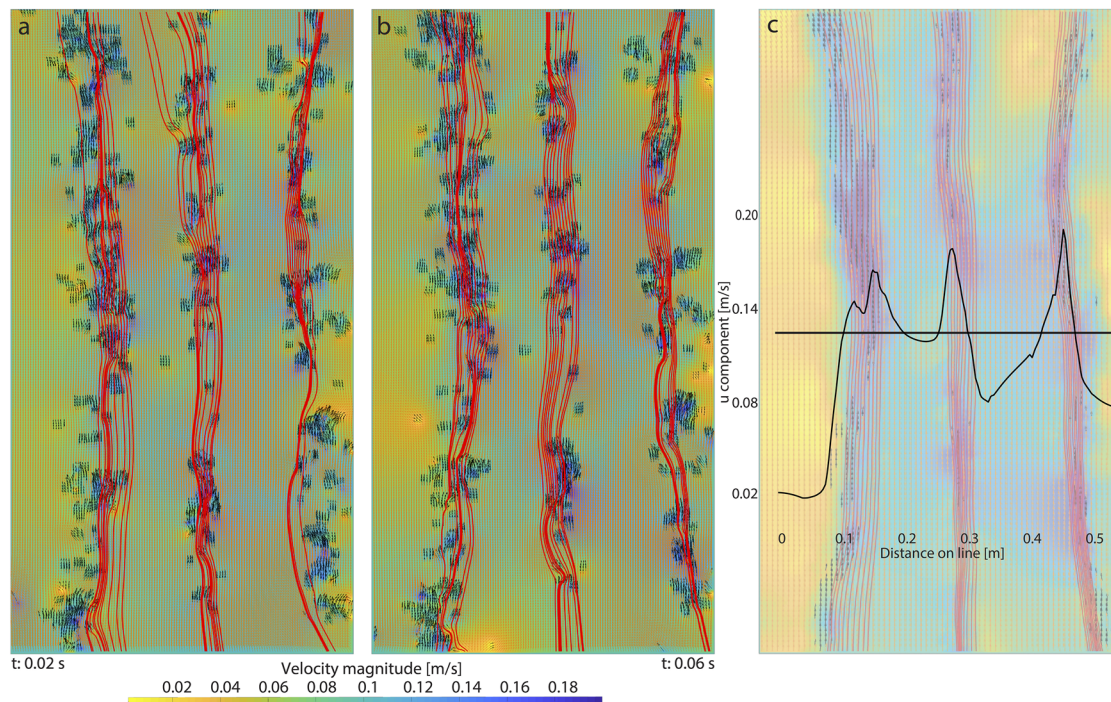 a
b
c
0.20
0.14
0.08
0.02
u component [m/s]
0 0.1 0.2 0.3 0.4 0.5
Distance on line [m]
t: 0.02 s
Velocity magnitude [m/s]
t: 0.06 s
0.02 0.04 0.06 0.08 0.1 0.12 0.14 0.16 0.18